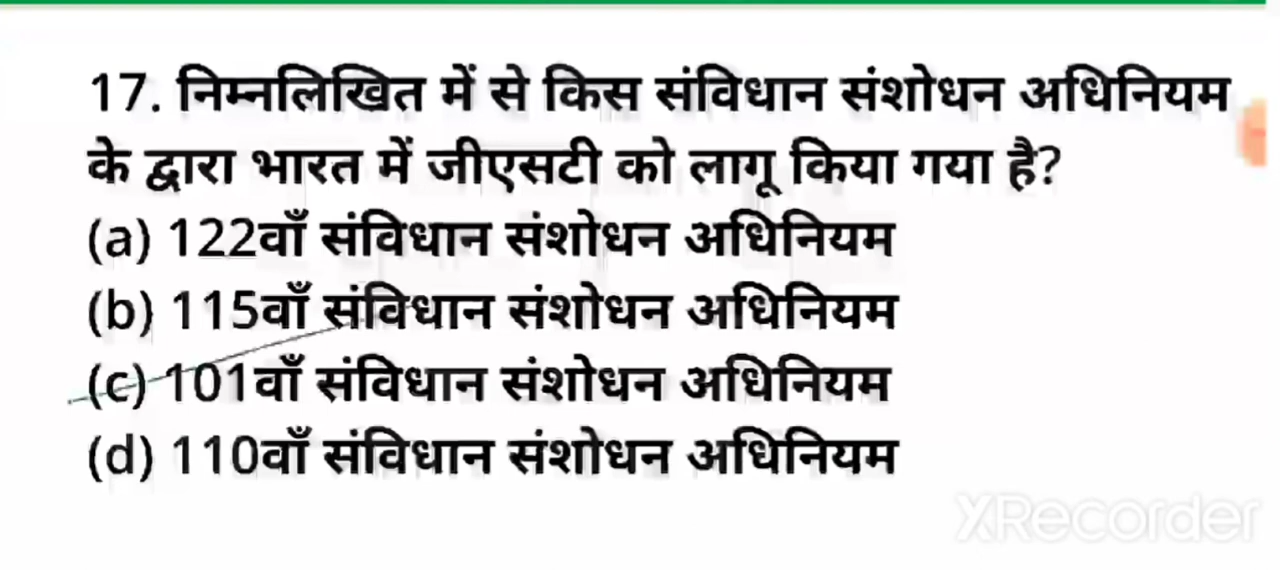 17. निम्नलिखित में से किस संविधान संशोधन अधिनियम
के द्वारा भारत में जीएसटी को लागू किया गया है?
(a) 122वाँ संविधान संशोधन अधिनियम
(b) 115वाँ संविधान संशोधन अधिनियम
(c) 101वाँ संविधान संशोधन अधिनियम
(d) 110वाँ संविधान संशोधन अधिनियम
XRecorder